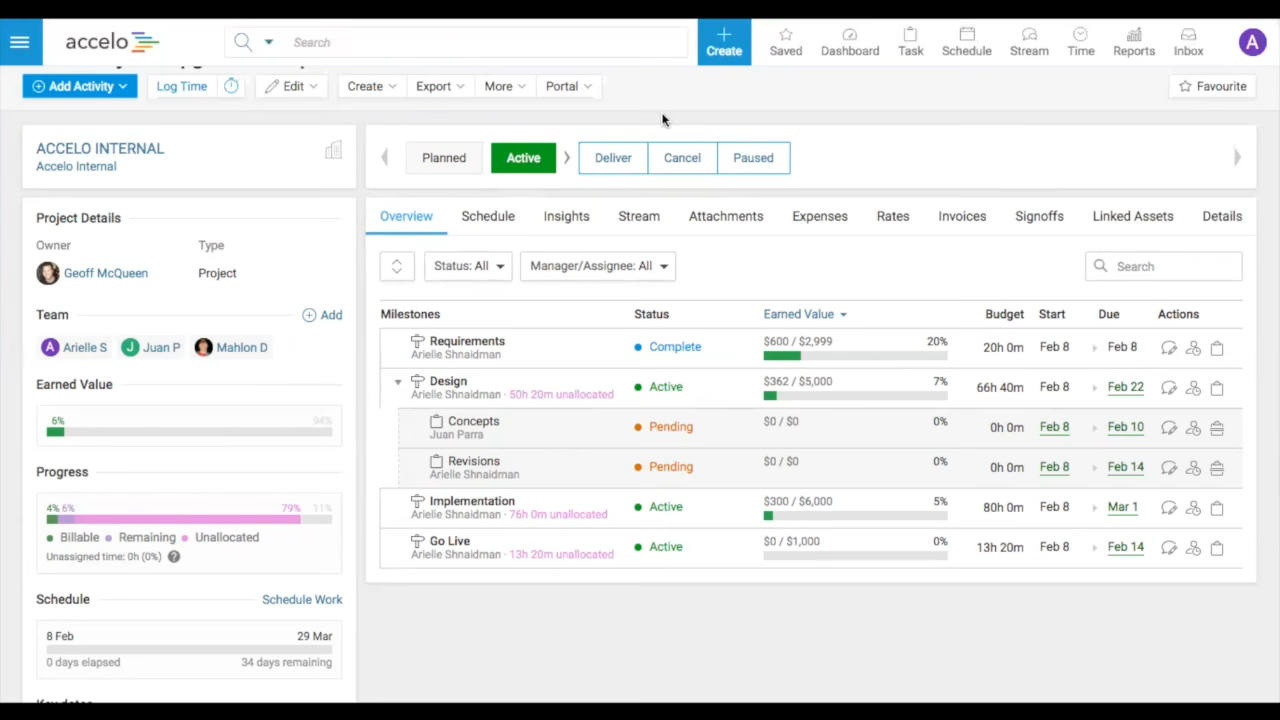 accelo
Search
Create
Saved
Dashboard
Task
Schedule
Stream
Time
Reports
Inbox
A
Add Activity
Log Time
Edit
Create
Export
More
Portal
Favourite
ACCELO INTERNAL
Accelo Internal
Planned
Active
Deliver
Cancel
Paused
Project Details
Owner Type
Geoff McQueen Project
Team Add
A Arielle S J Juan P Mahlon D
Earned Value
6% 94%
Progress
4% 6% 79% 11%
Billable Remaining Unallocated
Unassigned time: 0h (0%) ?
Schedule Schedule Work
8 Feb 29 Mar
0 days elapsed 34 days remaining
Overview Schedule Insights Stream Attachments Expenses Rates Invoices Signoffs Linked Assets Details
Status: All Manager/Assignee: All Search
Milestones Status Earned Value Budget Start Due Actions
Requirements Complete $600 / $2,999 20% 20h 0m Feb 8 Feb 8
Arielle Shnaidman
Design Active $362 / $5,000 7% 66h 40m Feb 8 Feb 22
Arielle Shnaidman · 50h 20m unallocated
Concepts Pending $0 / $0 0% 0h 0m Feb 8 Feb 10
Juan Parra
Revisions Pending $0 / $0 0% 0h 0m Feb 8 Feb 14
Arielle Shnaidman
Implementation Active $300 / $6,000 5% 80h 0m Feb 8 Mar 1
Arielle Shnaidman · 76h 0m unallocated
Go Live Active $0 / $1,000 0% 13h 20m Feb 8 Feb 14
Arielle Shnaidman · 13h 20m unallocated